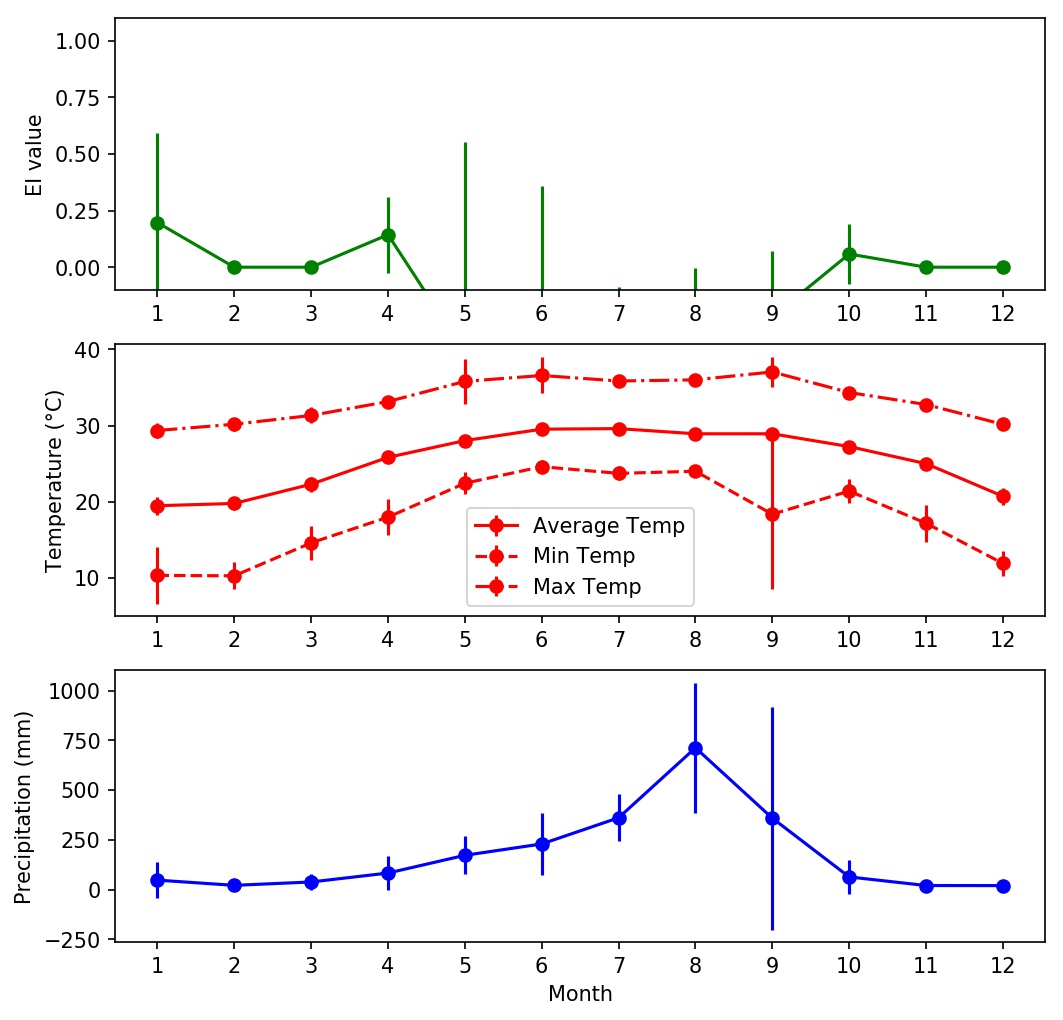 EI value
1.00
0.75
0.50
0.25
0.00
1 2 3 4 5 6 7 8 9 10 11 12
Temperature (°C)
40
30
20
10
Average Temp
Min Temp
Max Temp
1 2 3 4 5 6 7 8 9 10 11 12
Precipitation (mm)
1000
750
500
250
0
−250
1 2 3 4 5 6 7 8 9 10 11 12
Month